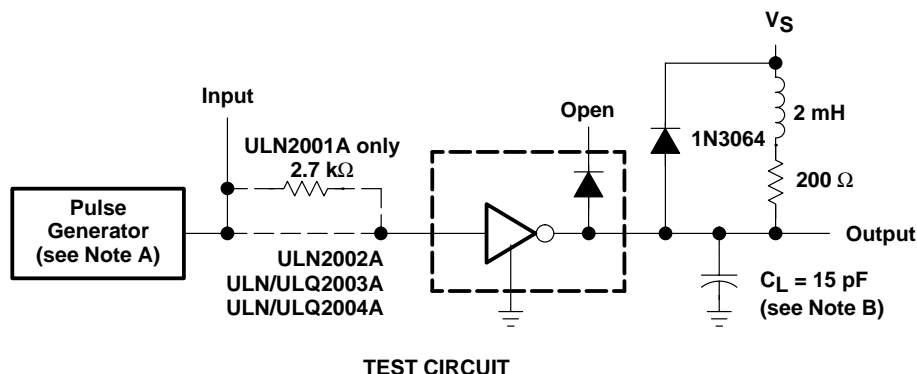 VS
Input
Open
2 mH
ULN2001A only
1N3064
2.7 kΩ
200 Ω
Pulse
Generator
(see Note A)
Output
ULN2002A
ULN/ULQ2003A
ULN/ULQ2004A
CL = 15 pF
(see Note B)
TEST CIRCUIT